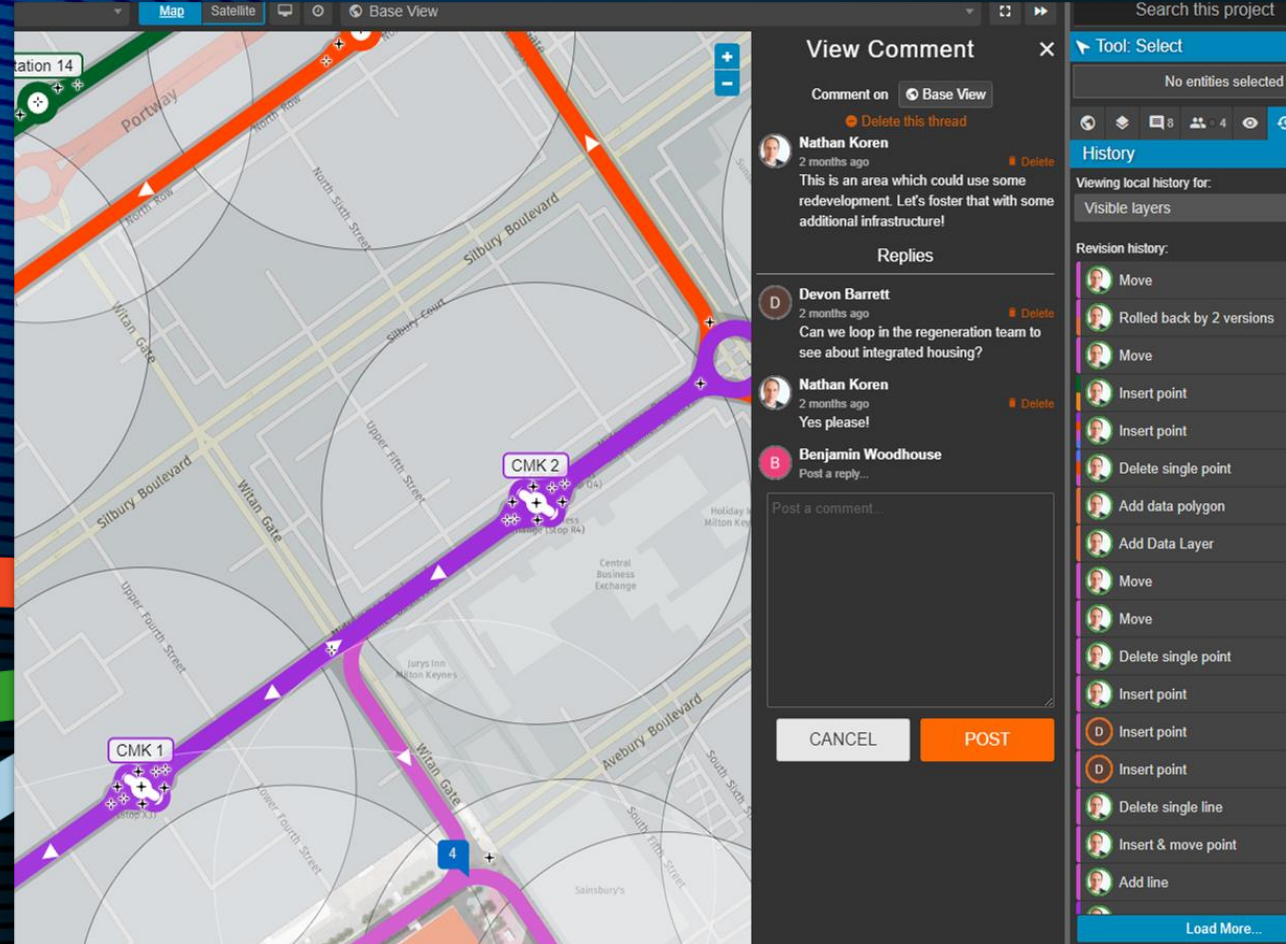 Map
Satellite
Base View
Search this project
tation 14
Portway
North Row
North Row
North Sixth Street
Silbury Boulevard
Silbury Court
Witan Gate
Upper Fifth Street
Silbury Boulevard
Witan Gate
CMK 2
Q4)
(Stop R4)
Central
Business
Exchange
Holiday
Milton Key
Upper Fourth Street
Jurys Inn
Milton Keynes
CMK 1
(Stop X3)
Lower Fourth Street
Witan Gate
Avebury Boulevard
South Sixth
South Fifth Street
4
Sainsbury's
View Comment
Comment on
Base View
Delete this thread
Nathan Koren
2 months ago
Delete
This is an area which could use some
redevelopment. Let's foster that with some
additional infrastructure!
Replies
D
Devon Barrett
2 months ago
Delete
Can we loop in the regeneration team to
see about integrated housing?
Nathan Koren
2 months ago
Delete
Yes please!
B
Benjamin Woodhouse
Post a reply...
Post a comment...
CANCEL
POST
Tool: Select
No entities selected
8
4
History
Viewing local history for:
Visible layers
Revision history:
Move
Rolled back by 2 versions
Move
Insert point
Insert point
Delete single point
Add data polygon
Add Data Layer
Move
Move
Delete single point
Insert point
D
Insert point
D
Insert point
Delete single line
Insert & move point
Add line
Load More...